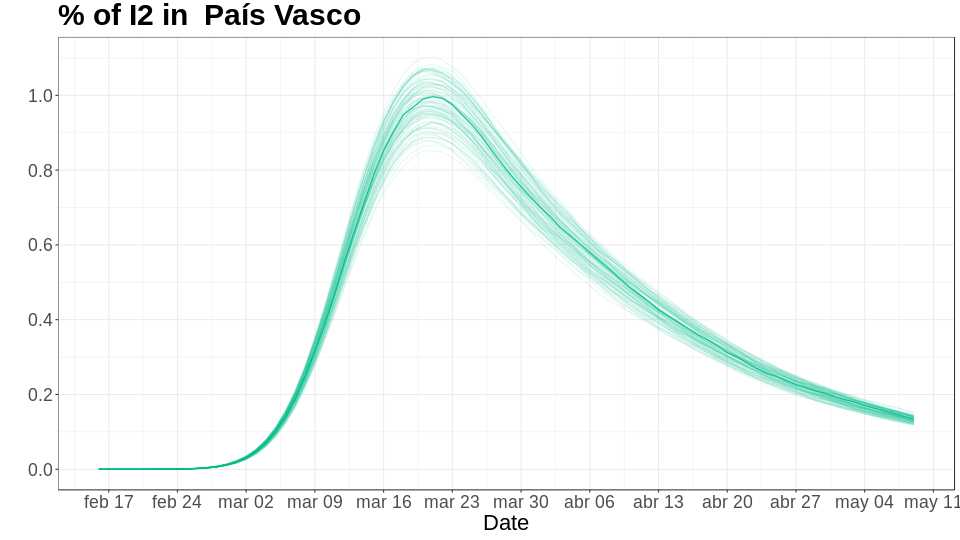 % of I2 in  País Vasco
1.0
0.8
0.6
0.4
0.2
0.0
feb 17 feb 24 mar 02 mar 09 mar 16 mar 23 mar 30 abr 06 abr 13 abr 20 abr 27 may 04 may 11
Date